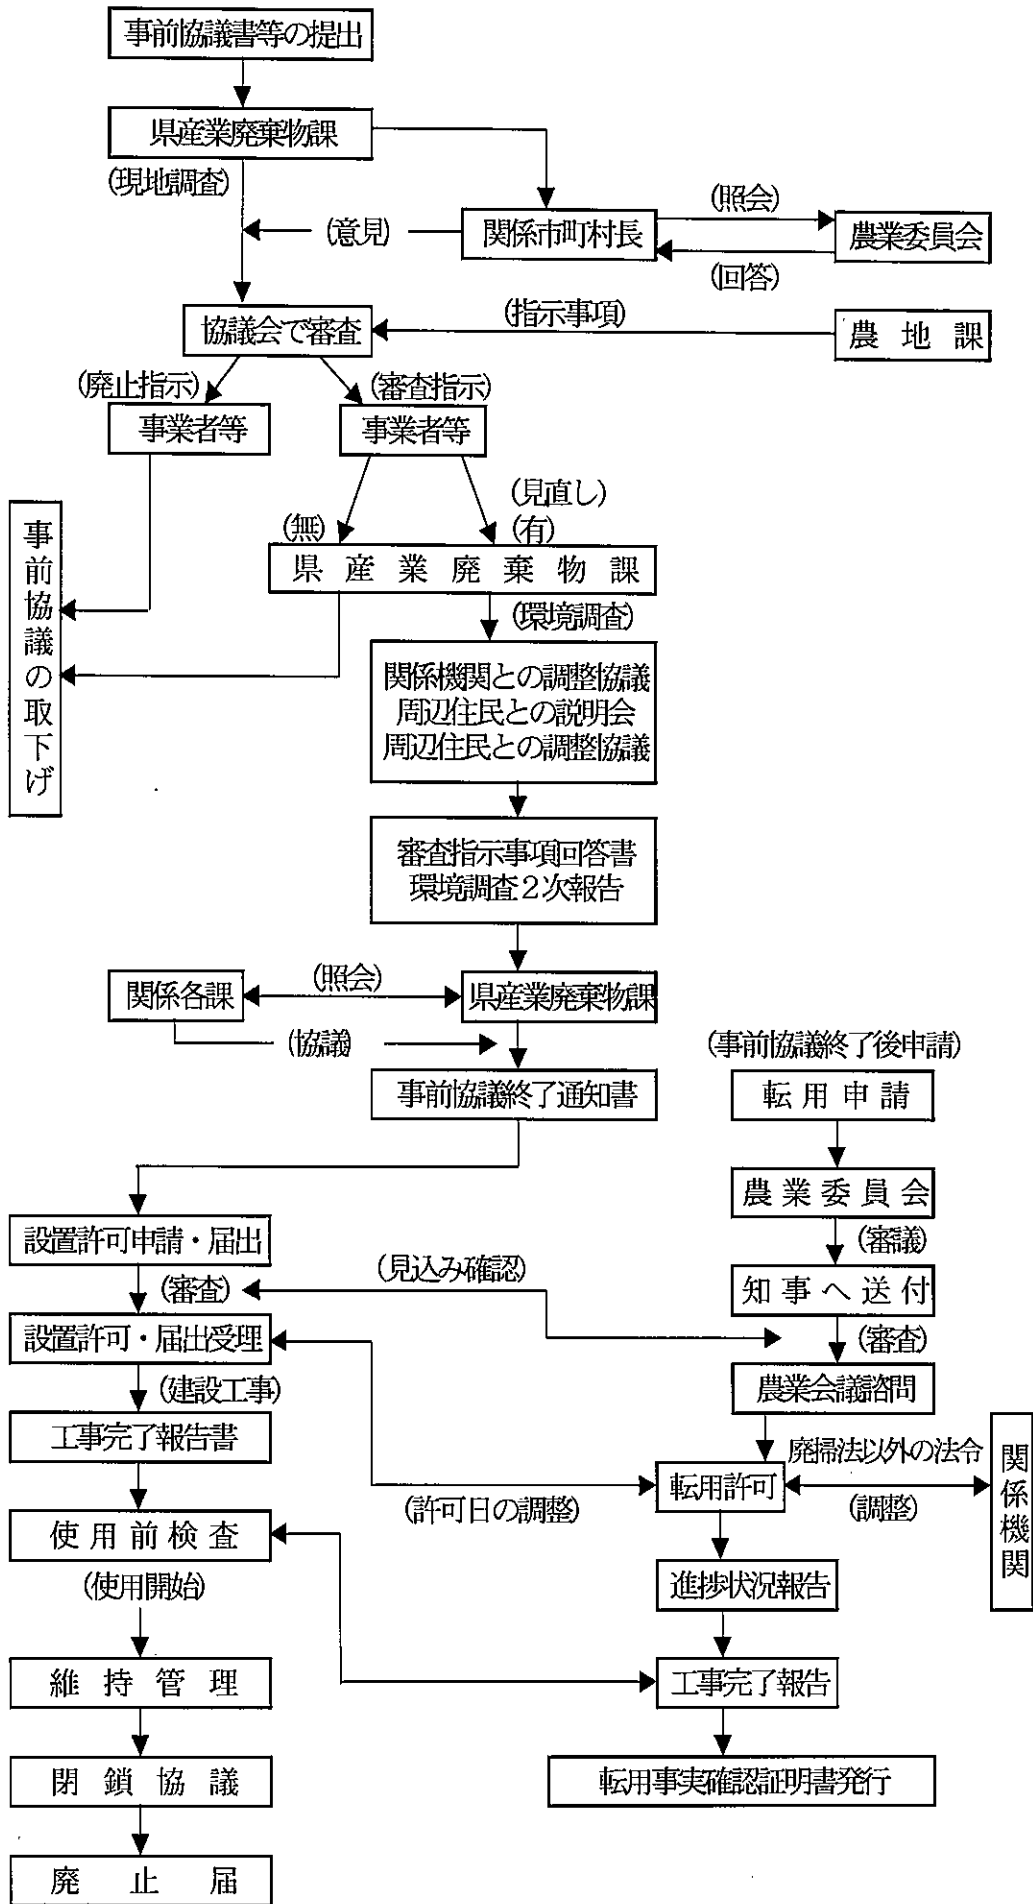 事前協議書等の提出
県産業廃棄物課
(現地調査)
(意見)
関係市町村長
(照会)
農業委員会
(回答)
協議会で審査
(指示事項)
農地課
(廃止指示)
(審査指示)
事業者等
事業者等
(見直し)
(無)
(有)
県産業廃棄物課
事前協議の取下げ
(環境調査)
関係機関との調整協議
周辺住民との説明会
周辺住民との調整協議
審査指示事項回答書
環境調査2次報告
関係各課
(照会)
県産業廃棄物課
(協議)
事前協議終了通知書
(事前協議終了後申請)
転用申請
農業委員会
(審議)
知事へ送付
(審査)
農業会議諮問
設置許可申請・届出
(審査)
(見込み確認)
設置許可・届出受理
(建設工事)
工事完了報告書
廃掃法以外の法令
転用許可
(調整)
関係機関
(許可日の調整)
使用前検査
(使用開始)
進捗状況報告
維持管理
工事完了報告
閉鎖協議
転用事実確認証明書発行
廃止届